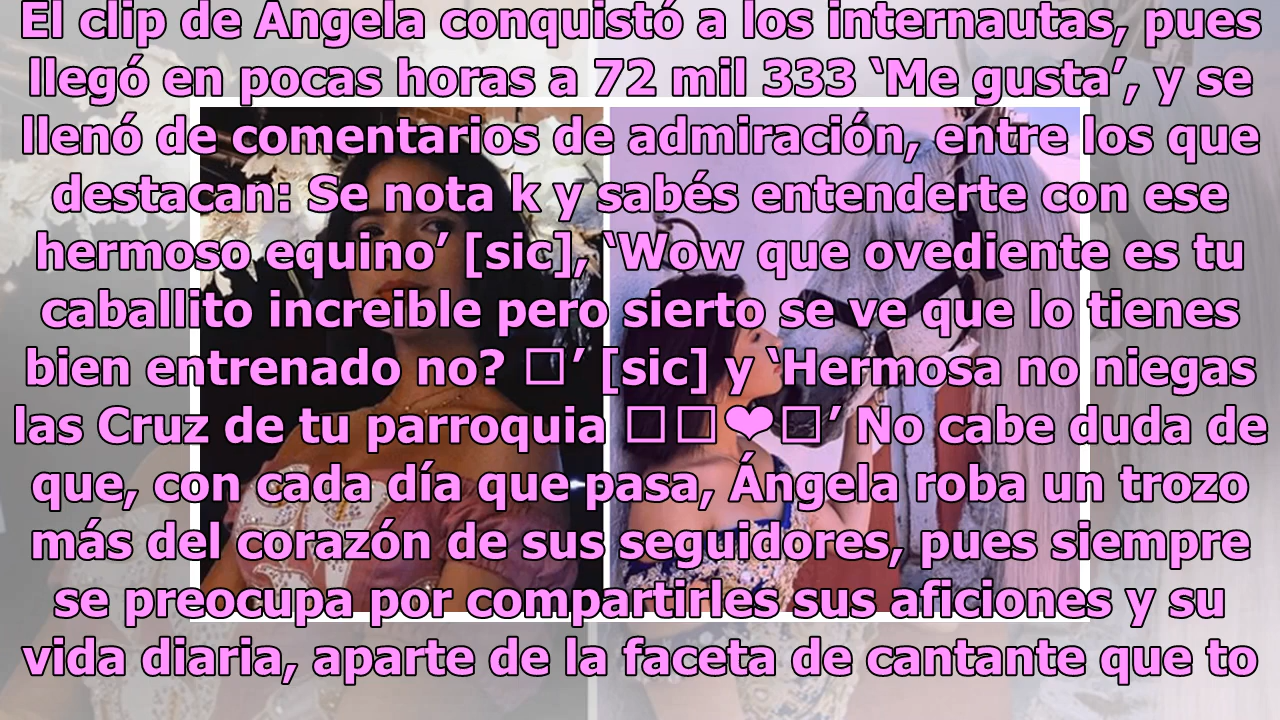 El clip de Ángela conquistó a los internautas, pues
llegó en pocas horas a 72 mil 333 ‘Me gusta’, y se
llenó de comentarios de admiración, entre los que
destacan: Se nota k y sabés entenderte con ese
hermoso equino’ [sic], ‘Wow que ovediente es tu
caballito increible pero sierto se ve que lo tienes
bien entrenado no? □’ [sic] y ‘Hermosa no niegas
las Cruz de tu parroquia □□❤□’ No cabe duda de
que, con cada día que pasa, Ángela roba un trozo
más del corazón de sus seguidores, pues siempre
se preocupa por compartirles sus aficiones y su
vida diaria, aparte de la faceta de cantante que to